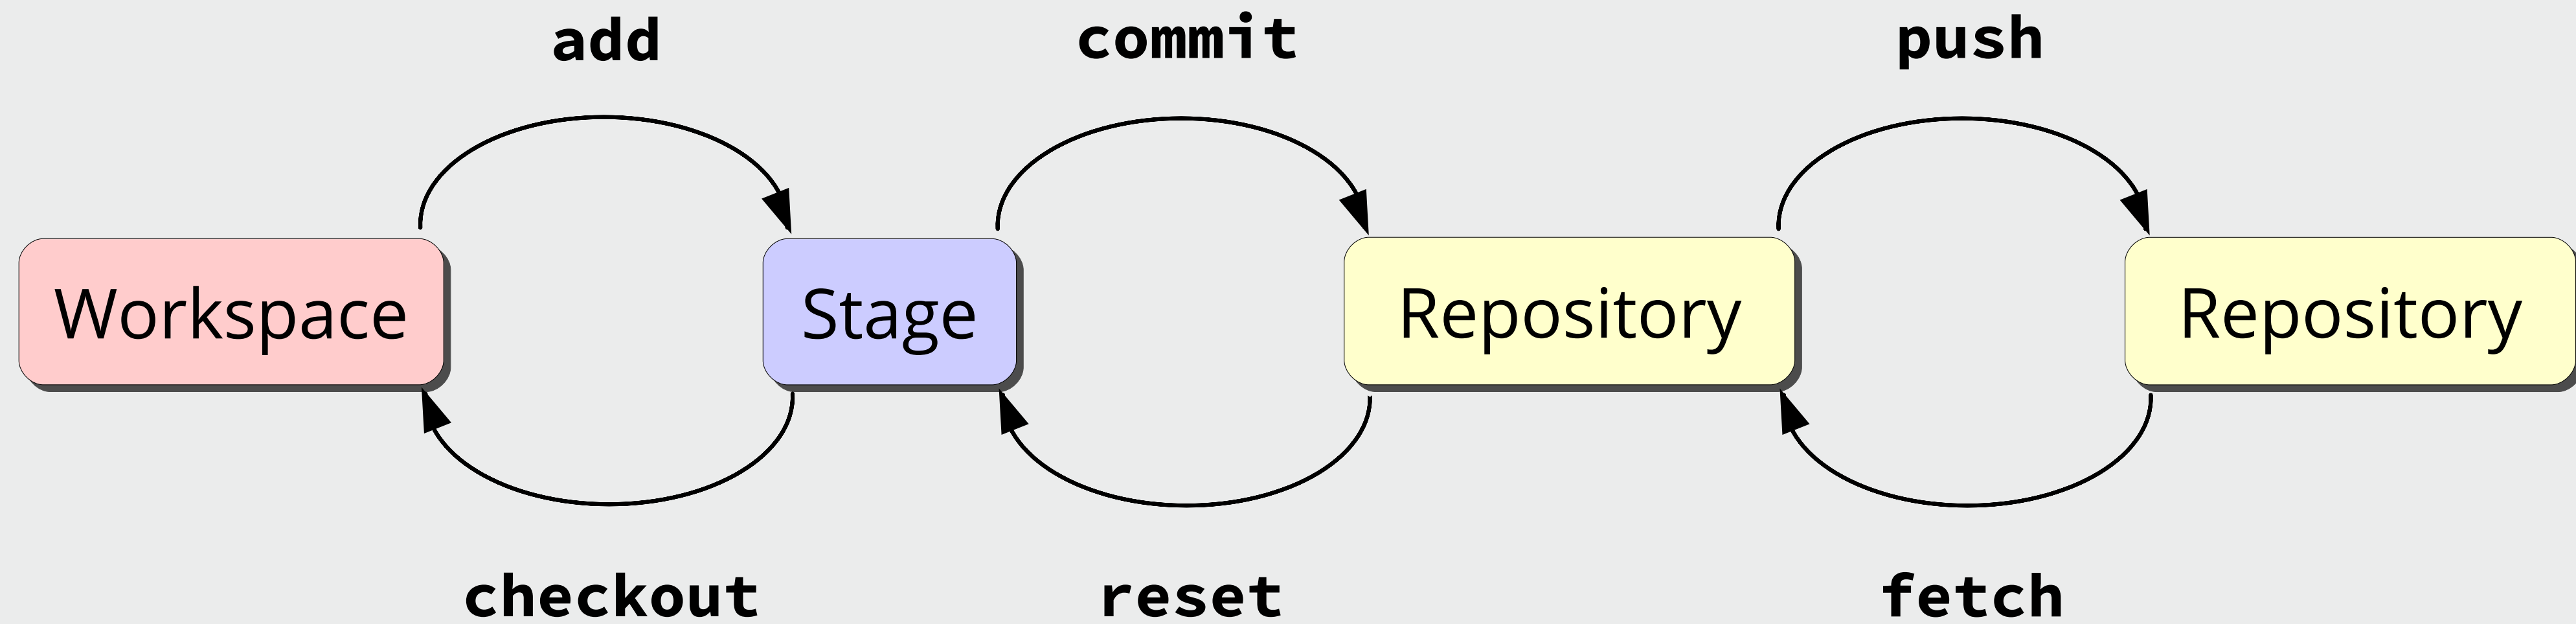 add commit push
Workspace Stage Repository Repository
checkout reset fetch